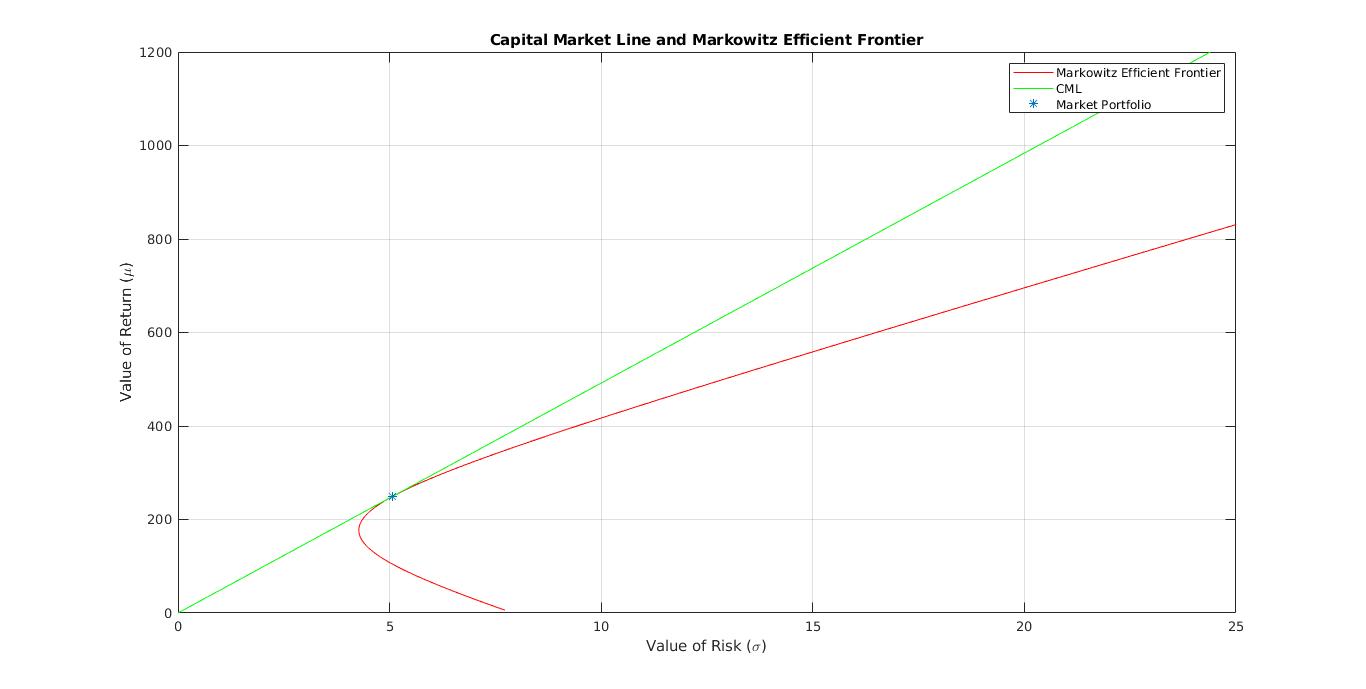 Capital Market Line and Markowitz Efficient Frontier
1200
1000
800
600
400
200
0
Value of Return (μ)
Markowitz Efficient Frontier
CML
Market Portfolio
0 5 10 15 20 25
Value of Risk (σ)